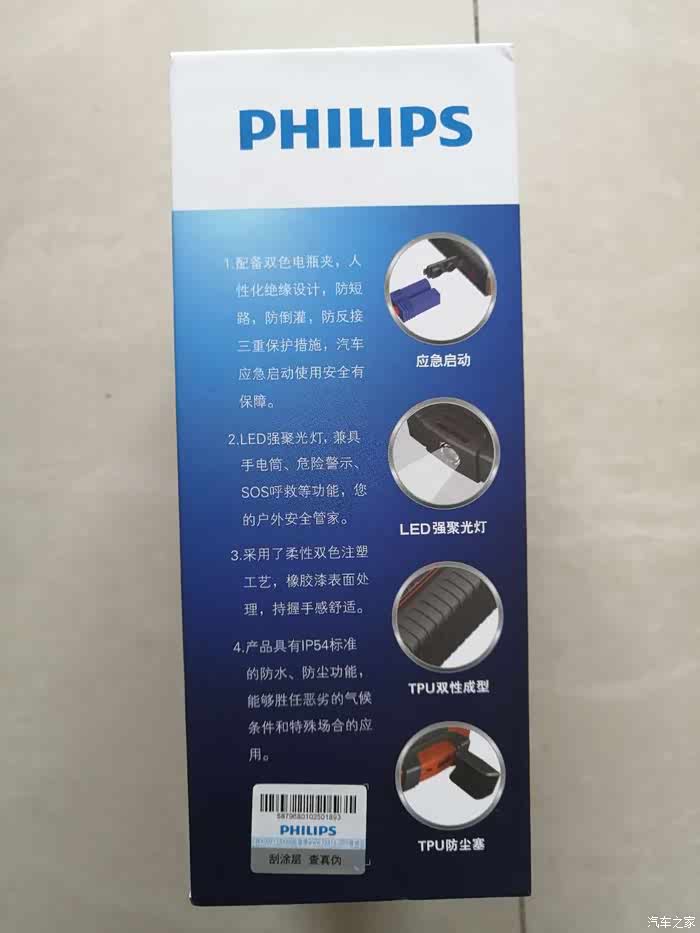 PHILIPS
1.配备双色电瓶夹，人
性化绝缘设计，防短
路，防倒灌，防反接
三重保护措施，汽车
应急启动使用安全有
保障。
应急启动
2.LED强聚光灯，兼具
手电筒、危险警示、
SOS呼救等功能，您
的户外安全管家。
LED强聚光灯
3.采用了柔性双色注塑
工艺，橡胶漆表面处
理，持握手感舒适。
TPU双性成型
4.产品具有IP54标准
的防水、防尘功能，
能够胜任恶劣的气候
条件和特殊场合的应
用。
TPU防尘塞
5879680102501893
PHILIPS
刮涂层 查真伪
汽车之家